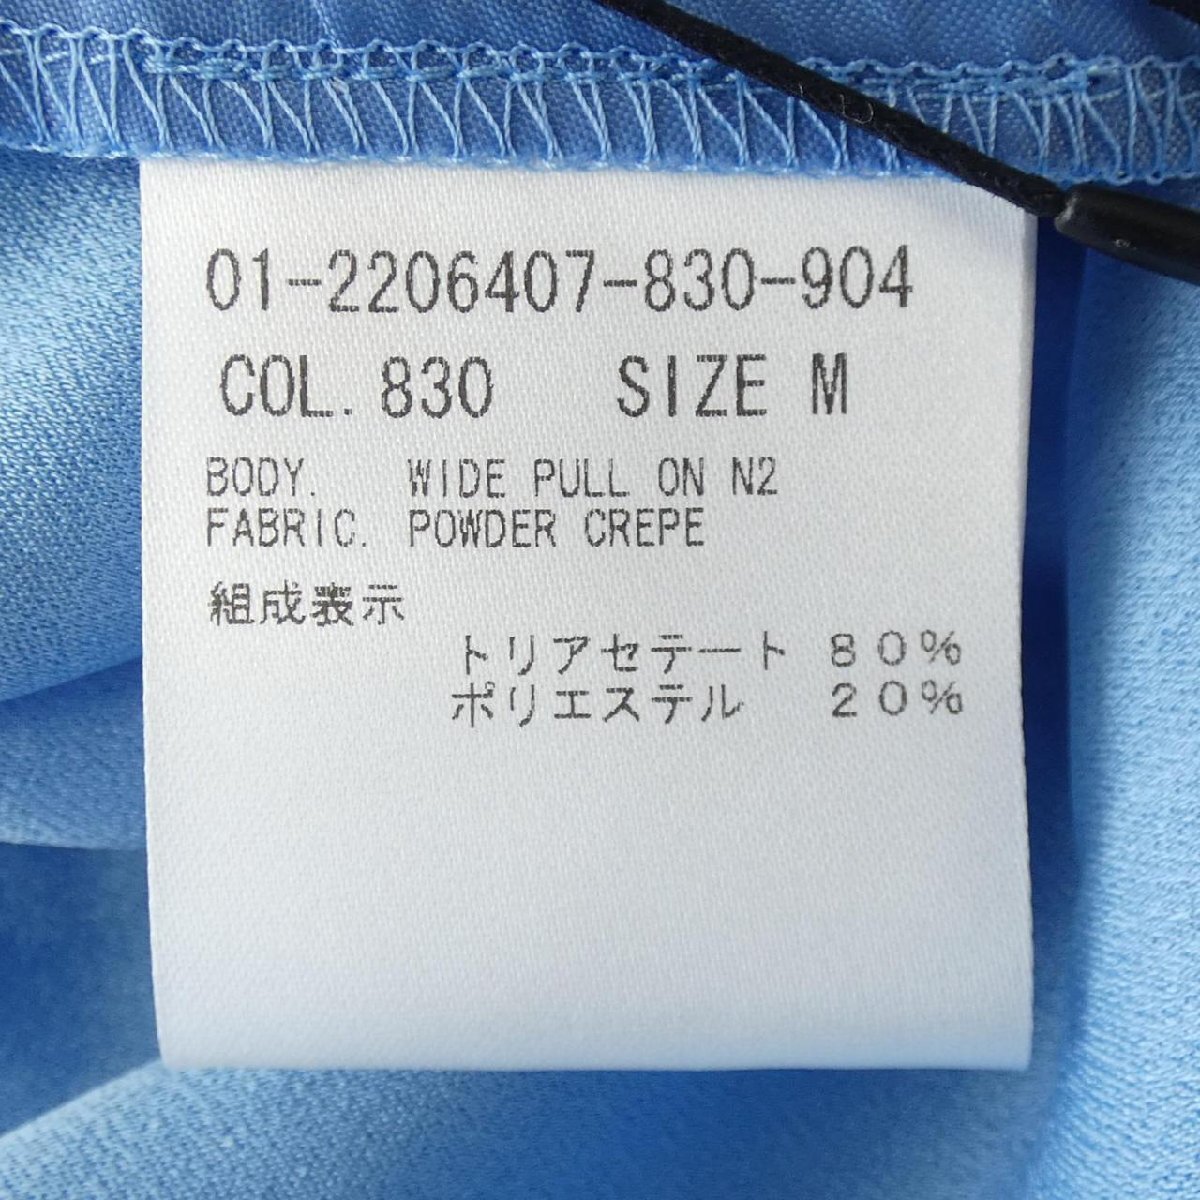 01-2206407-830-904
COL. 830 SIZE M
BODY. WIDE PULL ON N2
FABRIC. POWDER CREPE
組成表示
トリアセテート 80%
ポリエステル 20%